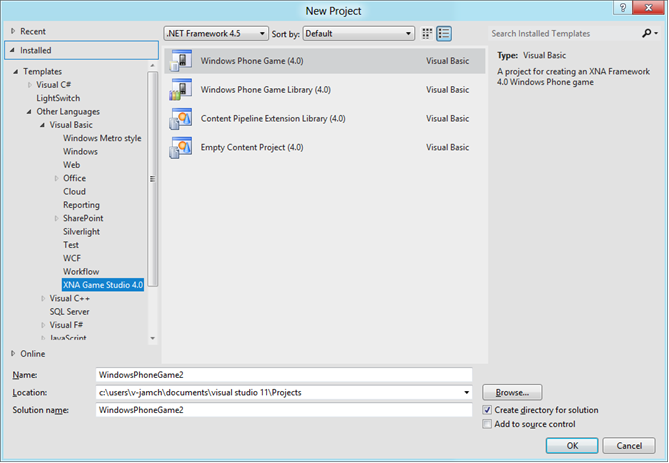 New Project
Recent
Installed
Templates
Visual C#
LightSwitch
Other Languages
Visual Basic
Windows Metro style
Windows
Web
Office
Cloud
Reporting
SharePoint
Silverlight
Test
WCF
Workflow
XNA Game Studio 4.0
Visual C++
SQL Server
Visual F#
JavaScript
Online
.NET Framework 4.5 Sort by: Default
Windows Phone Game (4.0) Visual Basic
Windows Phone Game Library (4.0) Visual Basic
Content Pipeline Extension Library (4.0) Visual Basic
Empty Content Project (4.0) Visual Basic
Search Installed Templates
Type: Visual Basic
A project for creating an XNA Framework
4.0 Windows Phone game
Name: WindowsPhoneGame2
Location: c:\users\v-jamch\documents\visual studio 11\Projects
Browse...
Solution name: WindowsPhoneGame2
Create directory for solution
Add to source control
OK Cancel